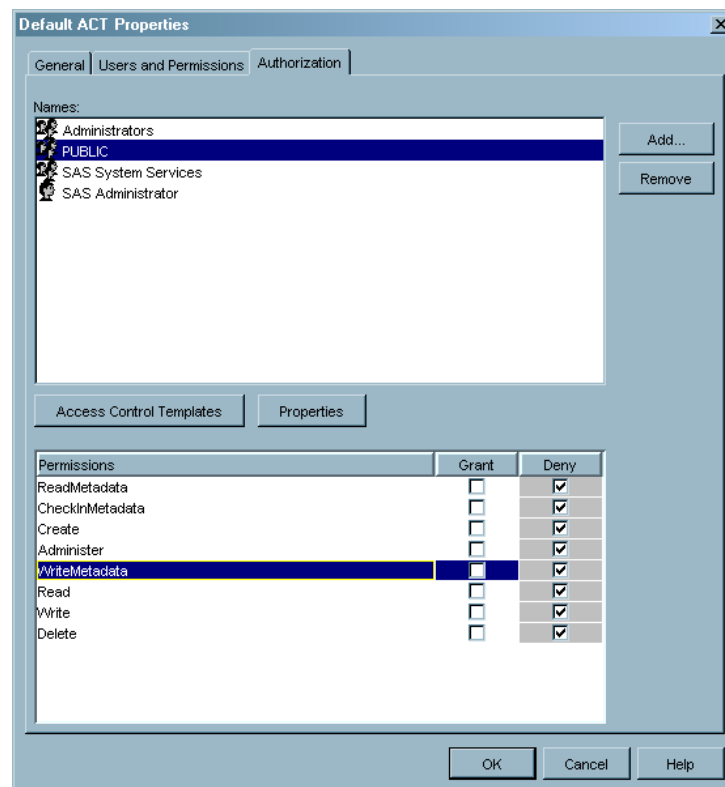 Default ACT Properties
General Users and Permissions Authorization
Names:
Administrators
PUBLIC
SAS System Services
SAS Administrator
Add...
Remove
Access Control Templates Properties
Permissions Grant Deny
ReadMetadata
CheckInMetadata
Create
Administer
WriteMetadata
Read
Write
Delete
OK Cancel Help